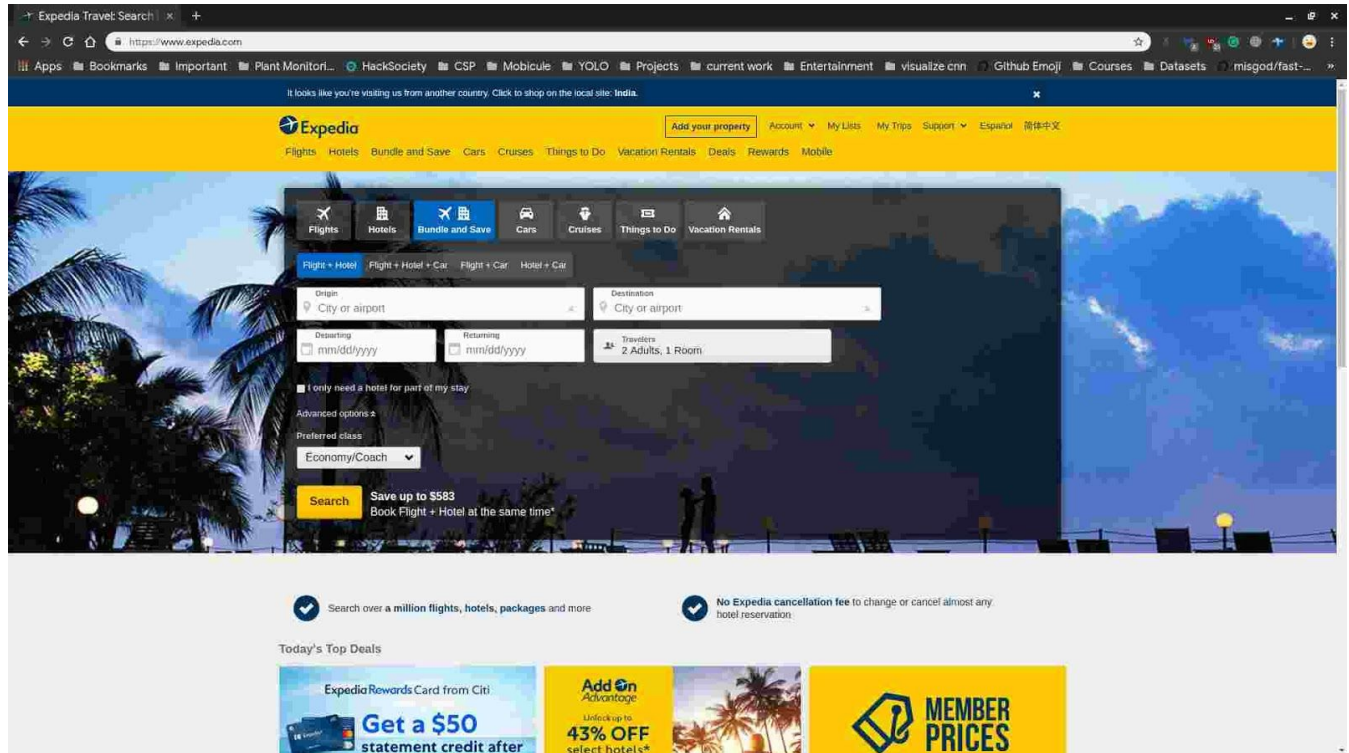 Expedia Travel: Search
https://www.expedia.com
Apps Bookmarks Important Plant Monitori... HackSociety CSP Mobicule YOLO Projects current work Entertainment visualize cnn Github Emoji Courses Datasets misgod/fast-... »
It looks like you're visiting us from another country. Click to shop on the local site: India.
Expedia
Add your property Account My Lists My Trips Support Español 简体中文
Flights Hotels Bundle and Save Cars Cruises Things to Do Vacation Rentals Deals Rewards Mobile
Flights Hotels Bundle and Save Cars Cruises Things to Do Vacation Rentals
Flight + Hotel Flight + Hotel + Car Flight + Car Hotel + Car
Origin Destination
City or airport City or airport
Departing Returning Travelers
mm/dd/yyyy mm/dd/yyyy 2 Adults, 1 Room
I only need a hotel for part of my stay
Advanced options
Preferred class
Economy/Coach
Search
Save up to $583
Book Flight + Hotel at the same time*
Search over a million flights, hotels, packages and more
No Expedia cancellation fee to change or cancel almost any
hotel reservation
Today's Top Deals
Expedia Rewards Card from Citi
Get a $50
statement credit after
Add On
Advantage
Unlock up to
43% OFF
select hotels*
MEMBER
PRICES